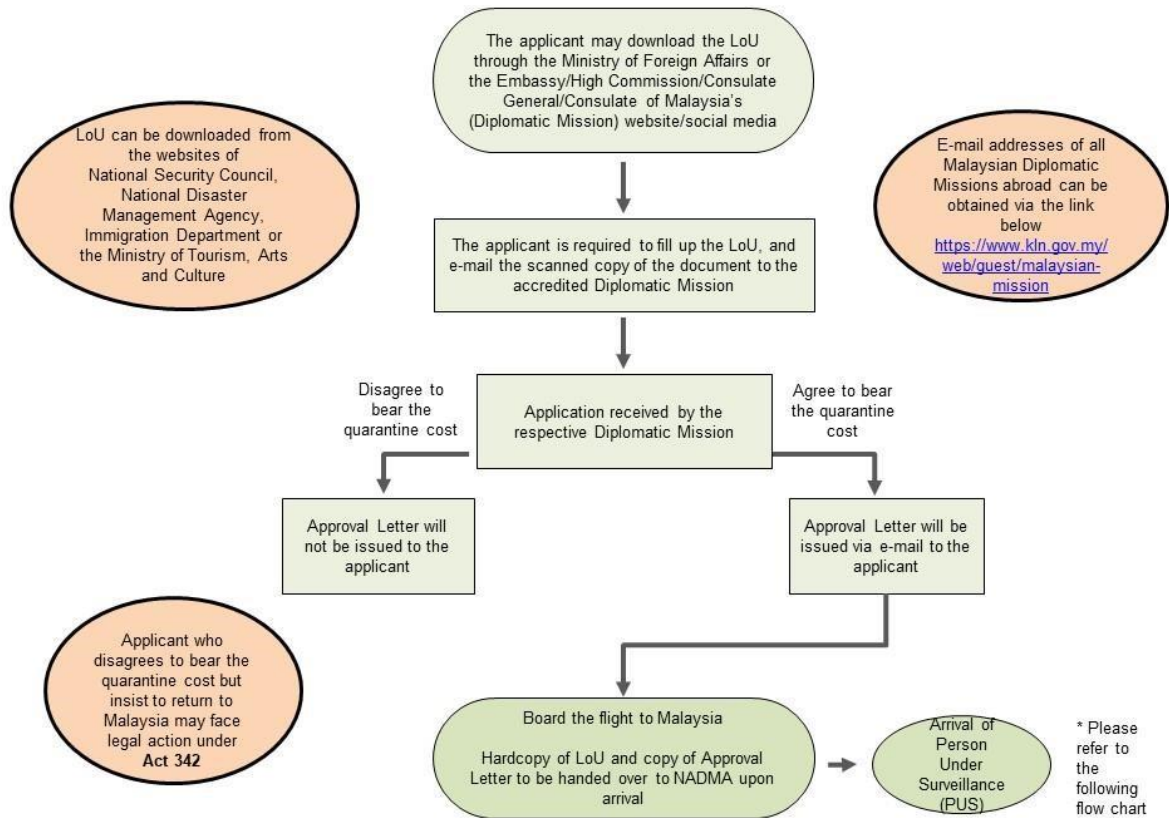 The applicant may download the LoU
through the Ministry of Foreign Affairs or
the Embassy/High Commission/Consulate
General/Consulate of Malaysia's
(Diplomatic Mission) website/social media
LoU can be downloaded from
the websites of
National Security Council,
National Disaster
Management Agency,
Immigration Department or
the Ministry of Tourism, Arts
and Culture
E-mail addresses of all
Malaysian Diplomatic
Missions abroad can be
obtained via the link
below
https://www.kln.gov.my/
web/guest/malaysian-
mission
The applicant is required to fill up the LoU, and
e-mail the scanned copy of the document to the
accredited Diplomatic Mission
Disagree to
bear the
quarantine cost
Application received by the
respective Diplomatic Mission
Agree to bear
the quarantine
cost
Approval Letter will
not be issued to the
applicant
Approval Letter will be
issued via e-mail to the
applicant
Applicant who
disagrees to bear the
quarantine cost but
insist to return to
Malaysia may face
legal action under
Act 342
Board the flight to Malaysia
Hardcopy of LoU and copy of Approval
Letter to be handed over to NADMA upon
arrival
Arrival of
Person
Under
Surveillance
(PUS)
* Please
refer to
the
following
flow chart